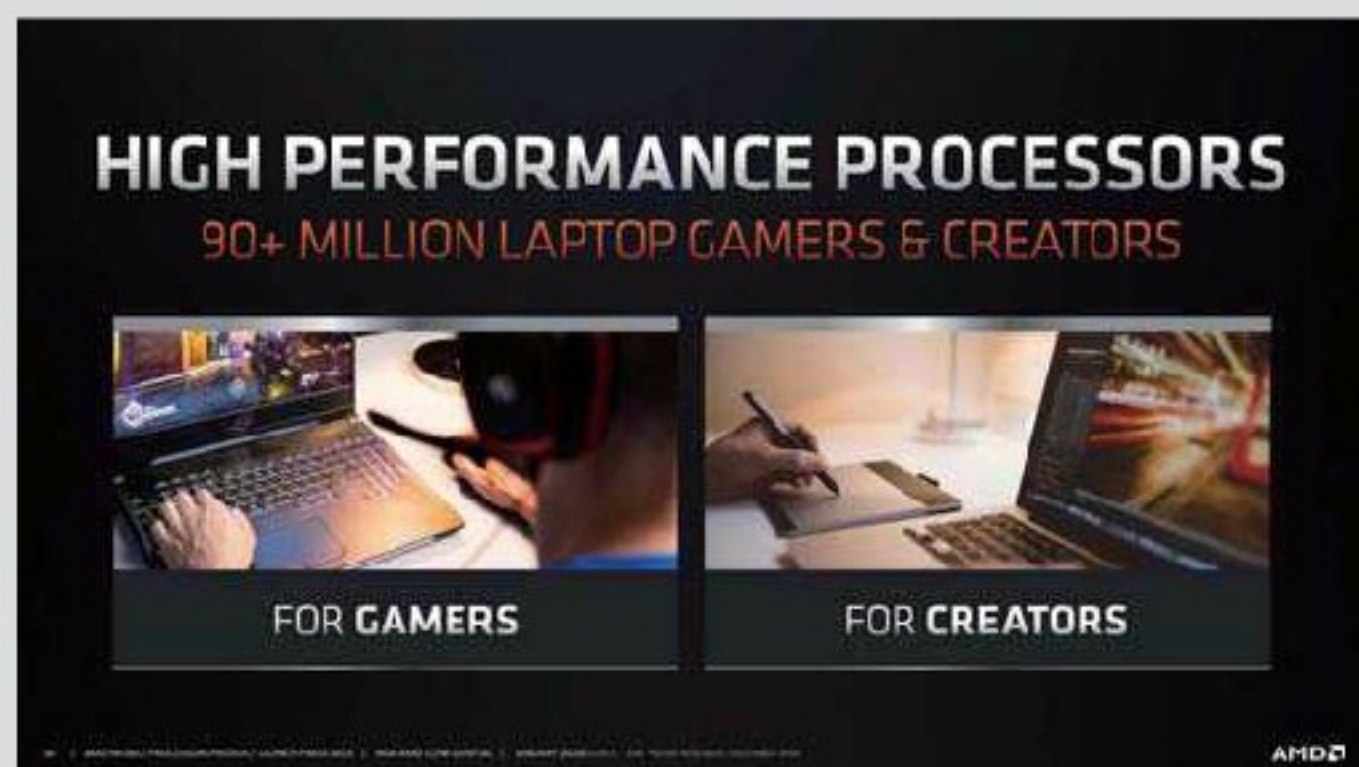 HIGH PERFORMANCE PROCESSORS
90+ MILLION LAPTOP GAMERS & CREATORS
FOR GAMERS
FOR CREATORS
AMD